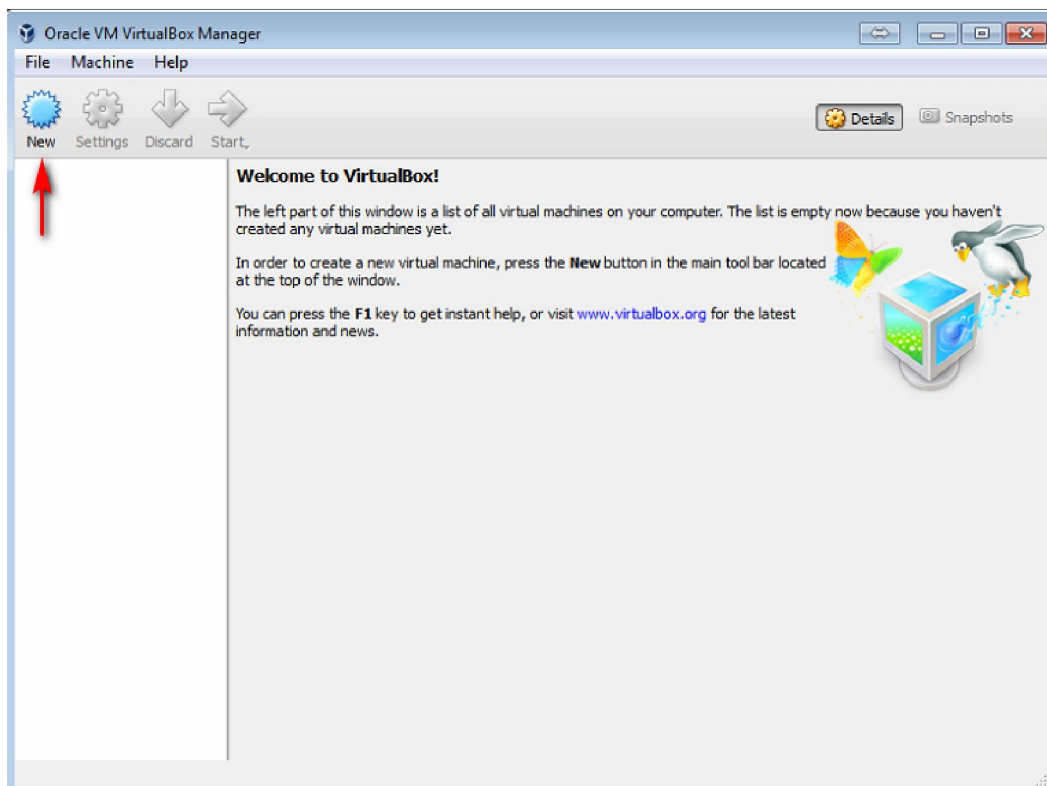 Oracle VM VirtualBox Manager
File Machine Help
New Settings Discard Start
Details Snapshots
Welcome to VirtualBox!
The left part of this window is a list of all virtual machines on your computer. The list is empty now because you haven't
created any virtual machines yet.
In order to create a new virtual machine, press the New button in the main tool bar located
at the top of the window.
You can press the F1 key to get instant help, or visit www.virtualbox.org for the latest
information and news.